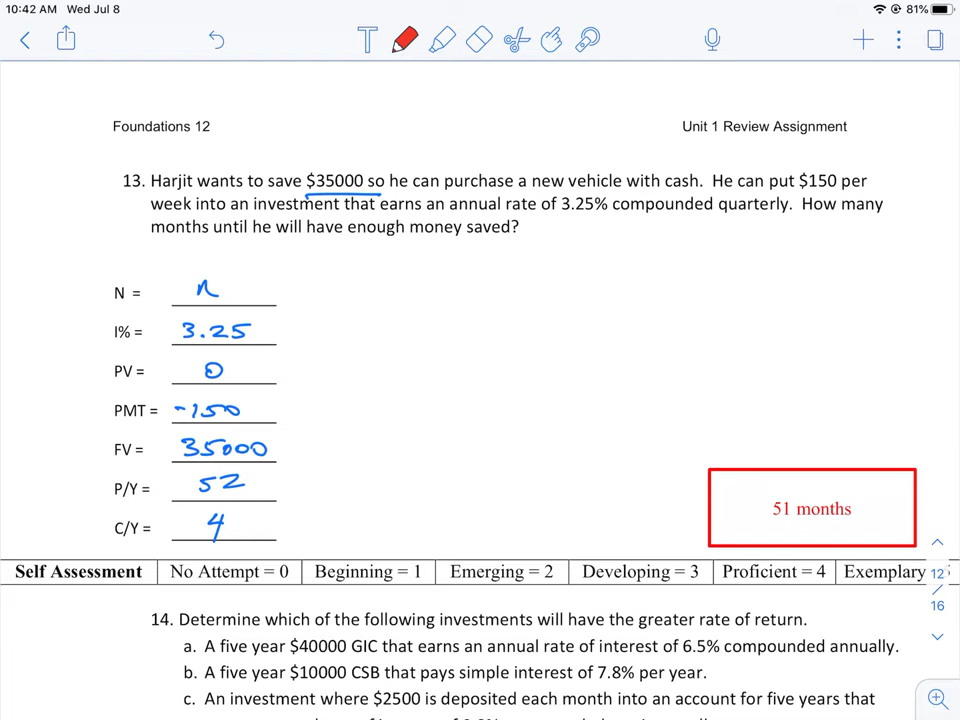 10:42 AM Wed Jul 8 81%
T
Foundations 12 Unit 1 Review Assignment
13. Harjit wants to save $35000 so he can purchase a new vehicle with cash. He can put $150 per
week into an investment that earns an annual rate of 3.25% compounded quarterly. How many
months until he will have enough money saved?
N = n
I% = 3.25
PV = 0
PMT = -150
FV = 35000
P/Y = 52
C/Y = 4
51 months
Self Assessment No Attempt = 0 Beginning = 1 Emerging = 2 Developing = 3 Proficient = 4 Exemplary
12
16
14. Determine which of the following investments will have the greater rate of return.
a. A five year $40000 GIC that earns an annual rate of interest of 6.5% compounded annually.
b. A five year $10000 CSB that pays simple interest of 7.8% per year.
c. An investment where $2500 is deposited each month into an account for five years that